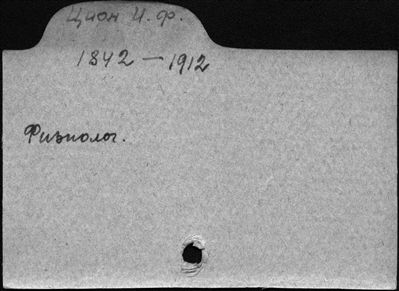 Цион И. Ф.
1842 — 1912
Физиолог.